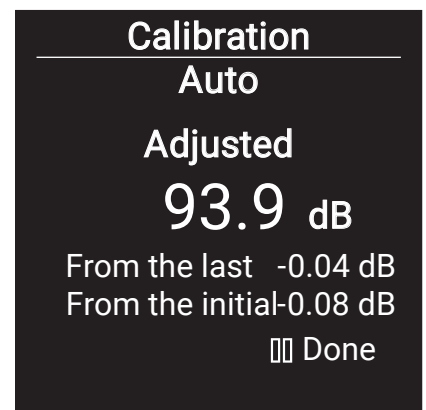 Calibration
Auto
Adjusted
93.9 dB
From the last -0.04 dB
From the initial-0.08 dB
▯▯ Done